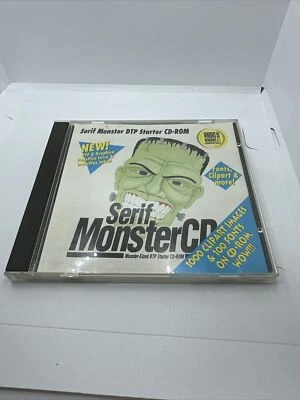 Serif Monster DTP Starter CD-ROM
NEW!
Fonts,
Clipart &
more!
Serif
MonsterCD
Monster-Sized DTP Starter CD-ROM
1000 CLIPART IMAGES
& 100 FONTS
ON CD-ROM
WOW!!!